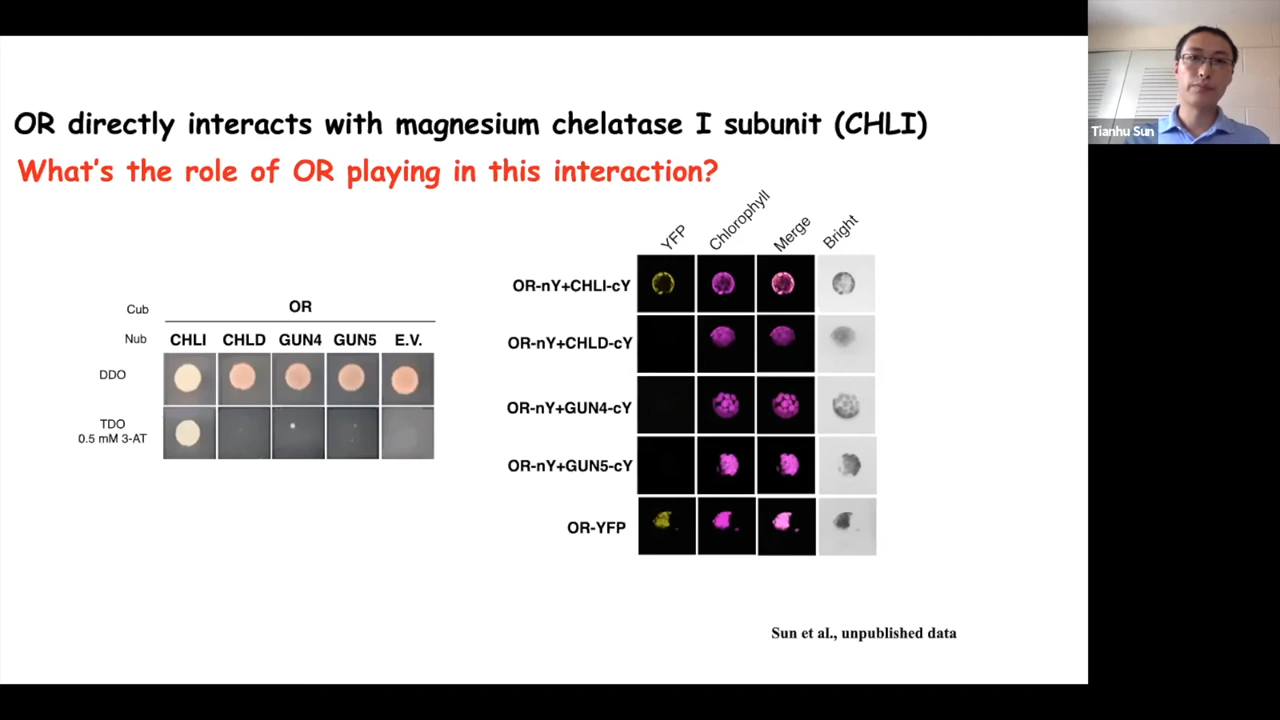 OR directly interacts with magnesium chelatase I subunit (CHLI)
What's the role of OR playing in this interaction?
Cub OR
Nub CHLI CHLD GUN4 GUN5 E.V.
DDO
TDO
0.5 mM 3-AT
YFP Chlorophyll Merge Bright
OR-nY+CHLI-cY
OR-nY+CHLD-cY
OR-nY+GUN4-cY
OR-nY+GUN5-cY
OR-YFP
Sun et al., unpublished data
Tianhu Sun